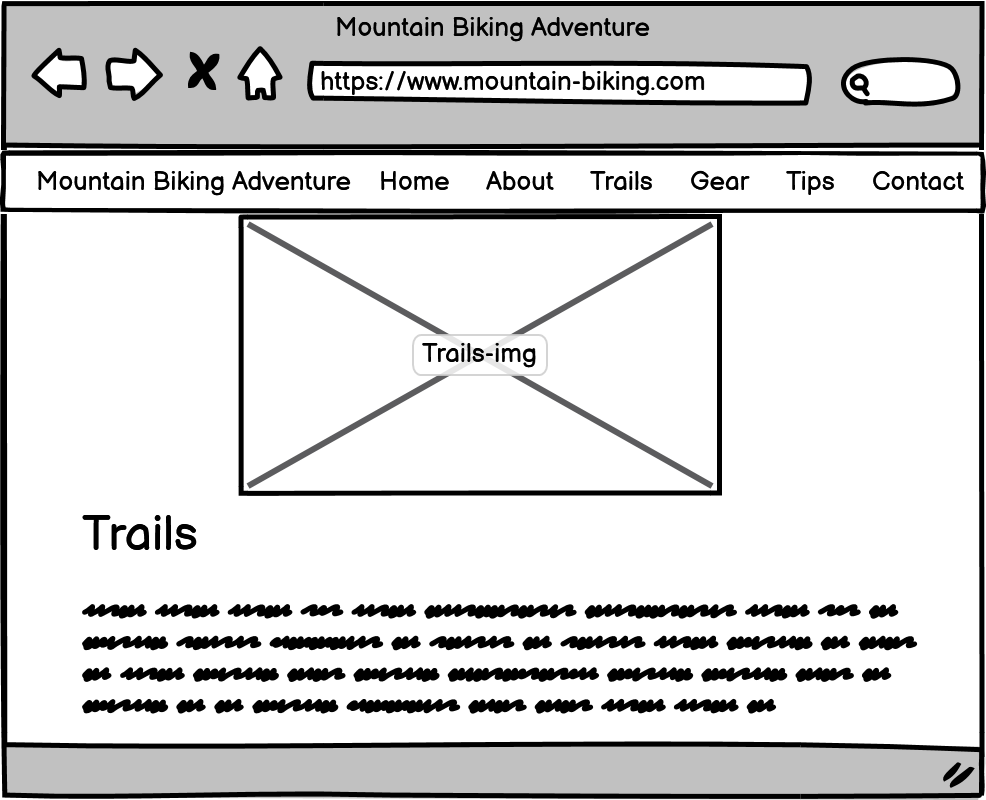 Mountain Biking Adventure
https://www.mountain-biking.com
Mountain Biking Adventure Home About Trails Gear Tips Contact
Trails-img
Trails